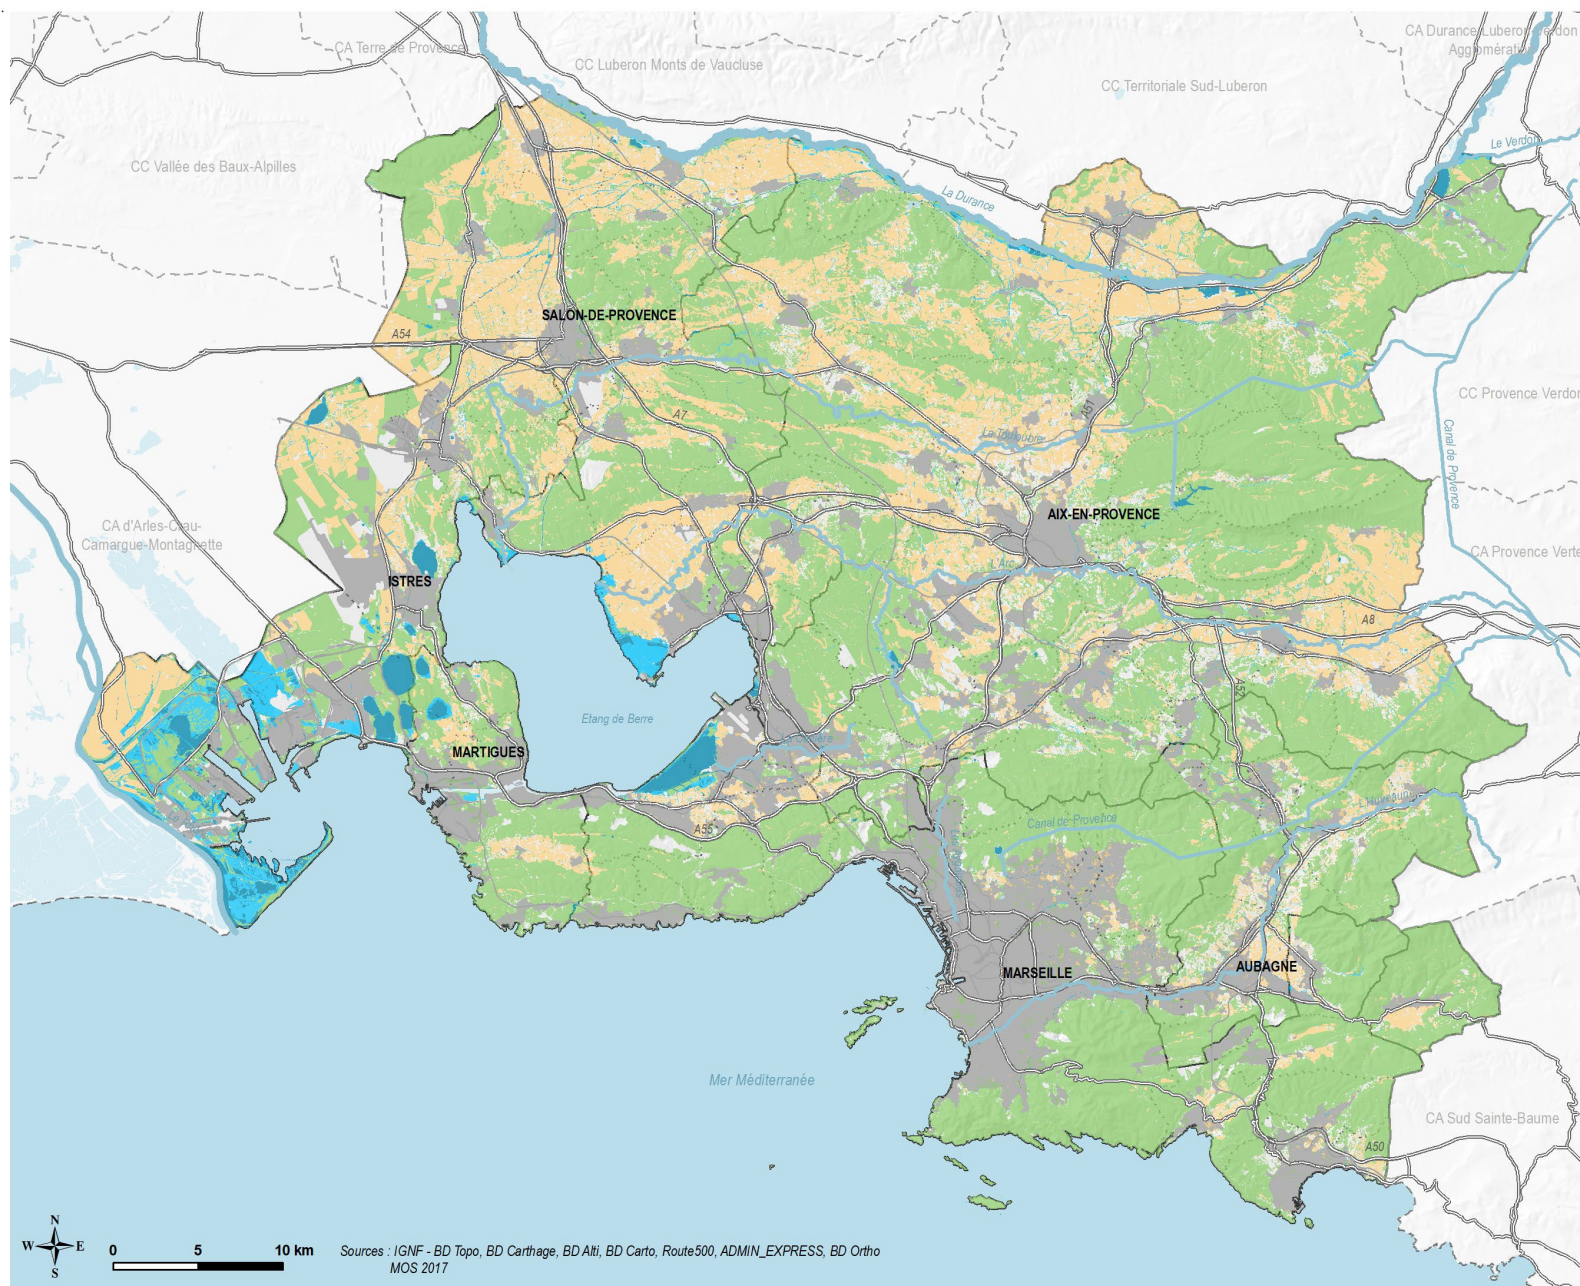 CA Terre de Provence
CA Durance Luberon Verdon
Agglomération
CC Luberon Monts de Vaucluse
CC Territoriale Sud-Luberon
Le Verdon
CC Vallée des Baux-Alpilles
La Durance
SALON-DE-PROVENCE
A54
CC Provence Verdon
A7
A51
La Touloubre
Canal de Provence
AIX-EN-PROVENCE
CA d'Arles-Crau-
Camargue-Montagnette
CA Provence Verte
L'Arc
ISTRES
A8
A52
Etang de Berre
MARTIGUES
Huveaune
Canal de Provence
A55
AUBAGNE
MARSEILLE
Mer Méditerranée
CA Sud Sainte-Baume
A50
N
W E
S
0 5 10 km
Sources : IGNF - BD Topo, BD Carthage, BD Alti, BD Carto, Route500, ADMIN_EXPRESS, BD Ortho
MOS 2017